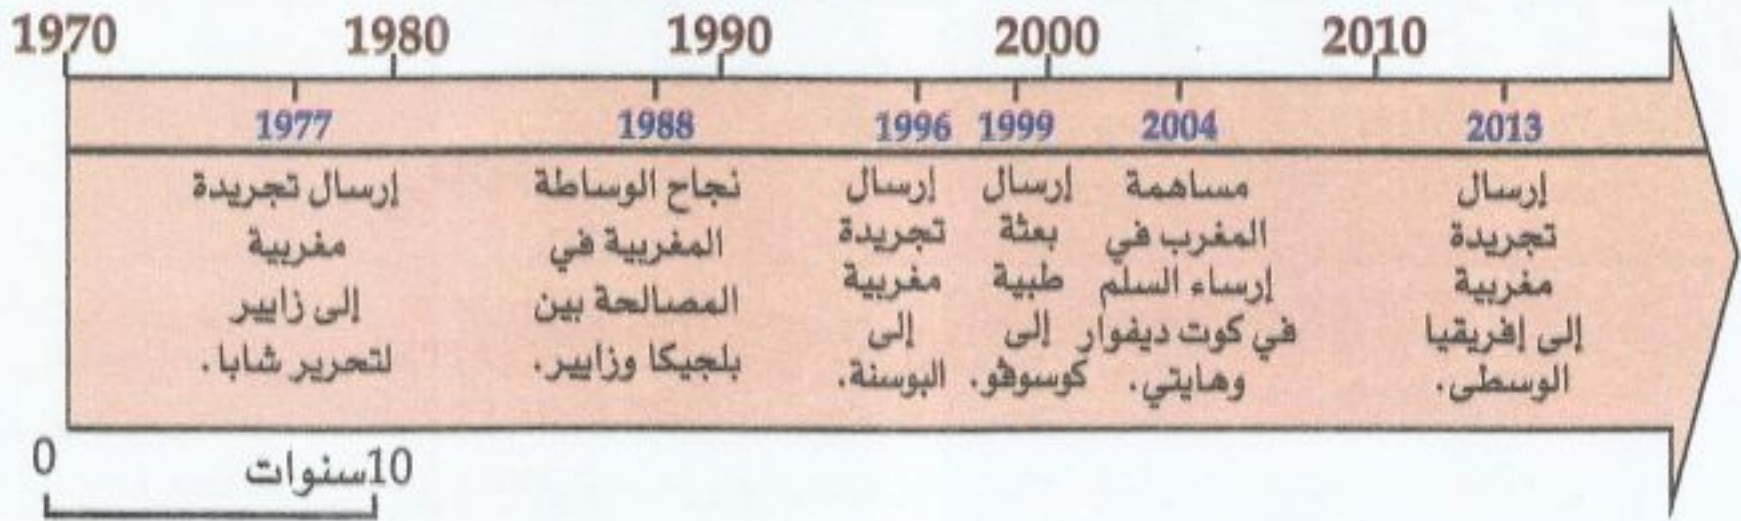 1970 1980 1990 2000 2010
1977 1988 1996 1999 2004 2013
إرسال تجريدة
مغربية
إلى زايير
لتحرير شابا.
نجاح الوساطة
المغربية في
المصالحة بين
بلجيكا وزايير.
إرسال
تجريدة
مغربية
إلى
البوسنة.
إرسال
بعثة
طبية
إلى
كوسوڤو.
مساهمة
المغرب في
إرساء السلم
في كوت ديفوار
وهايتي.
إرسال
تجريدة
مغربية
إلى إفريقيا
الوسطى.
0 10سنوات